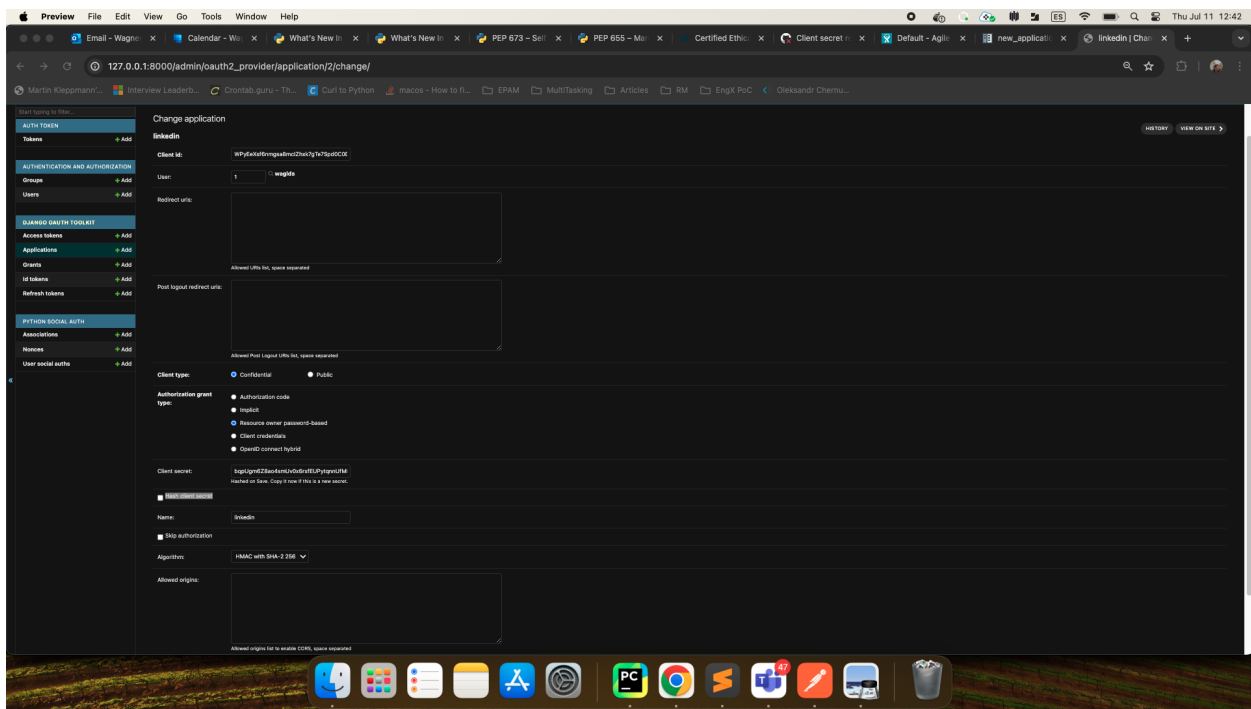 Preview File Edit View Go Tools Window Help
ES Thu Jul 11 12:42
Email - Wagne Calendar - Wa What's New In What's New In PEP 673 – Self PEP 655 – Mar Certified Ethic Client secret n Default - Agile new_applicati linkedin | Chan
127.0.0.1:8000/admin/oauth2_provider/application/2/change/
Martin Kleppmann'... Interview Leaderb... Crontab.guru - Th... Curl to Python macos - How to fi... EPAM MultiTasking Articles RM EngX PoC Oleksandr Chernu...
Start typing to filter...
AUTH TOKEN
Tokens + Add
AUTHENTICATION AND AUTHORIZATION
Groups + Add
Users + Add
DJANGO OAUTH TOOLKIT
Access tokens + Add
Applications + Add
Grants + Add
Id tokens + Add
Refresh tokens + Add
PYTHON SOCIAL AUTH
Associations + Add
Nonces + Add
User social auths + Add
«
Change application
linkedin
HISTORY VIEW ON SITE
Client id:
User: 1 wagids
Redirect uris:
Allowed URIs list, space separated
Post logout redirect uris:
Allowed Post Logout URIs list, space separated
Client type: Confidential Public
Authorization grant type:
Authorization code
Implicit
Resource owner password-based
Client credentials
OpenID connect hybrid
Client secret:
Hashed on Save. Copy it now if this is a new secret.
Hash client secret
Name: linkedin
Skip authorization
Algorithm: HMAC with SHA-2 256
Allowed origins:
Allowed origins list to enable CORS, space separated
PC
47